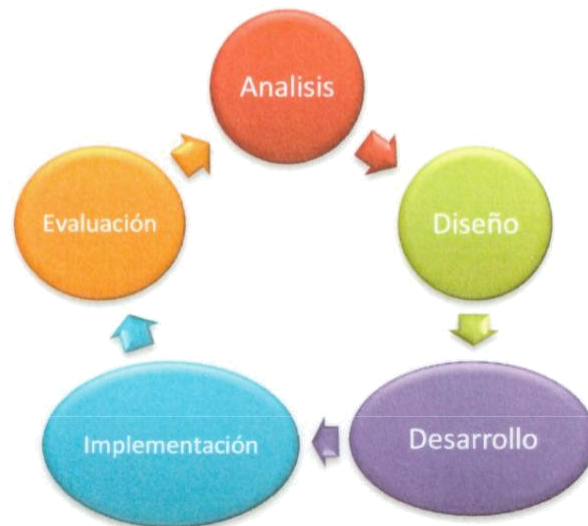 Analisis
Diseño
Desarrollo
Implementación
Evaluación